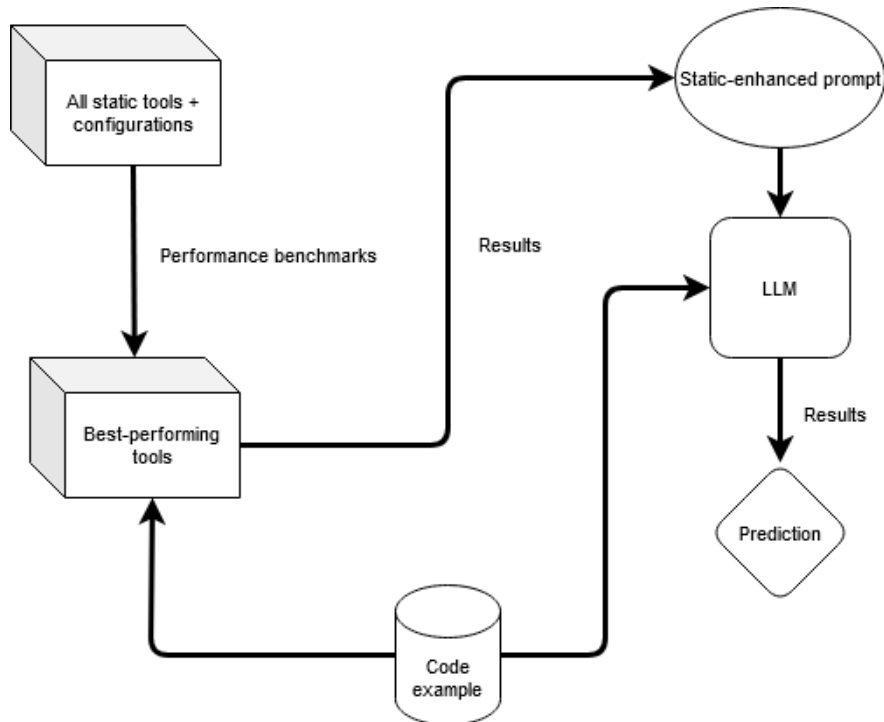 All static tools +
configurations
Static-enhanced prompt
Performance benchmarks
Results
LLM
Best-performing
tools
Results
Prediction
Code
example